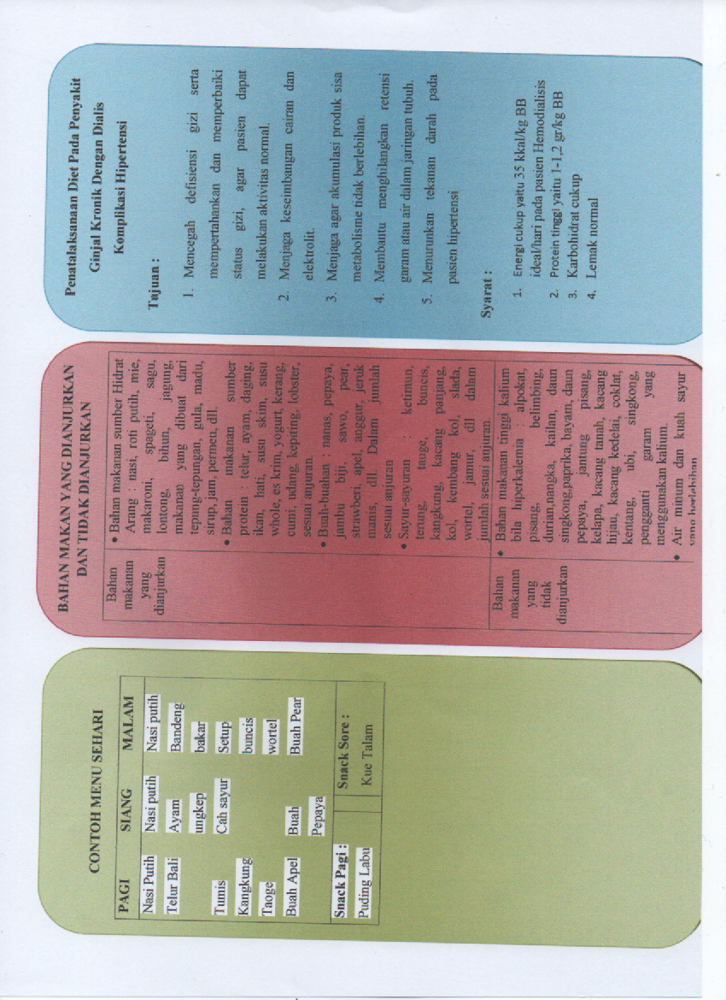 CONTOH MENU SEHARI
PAGI SIANG MALAM
Nasi Putih Nasi putih Nasi putih
Telur Bali Ayam Bandeng
ungkep bakar
Tumis Cah sayur Setup
Kangkung buncis
Taoge wortel
Buah Apel Buah Buah Pear
Pepaya
Snack Pagi : Snack Sore :
Puding Labu Kue Talam
BAHAN MAKAN YANG DIANJURKAN
DAN TIDAK DIANJURKAN
Bahan
makanan
yang
dianjurkan
• Bahan makanan sumber Hidrat
Arang : nasi, roti putih, mie,
makaroni, spageti, sagu,
lontong, bihun, jagung,
makanan yang dibuat dari
tepung-tepungan, gula, madu,
sirup, jam, permen, dll.
• Bahan makanan sumber
protein : telur, ayam, daging,
ikan, hati, susu skim, susu
whole, es krim, yogurt, kerang,
cumi, udang, kepiting, lobster,
sesuai anjuran.
• Buah-buahan : nanas, pepaya,
jambu biji, sawo, pear,
strawberi, apel, anggur, jeruk
manis, dll. Dalam jumlah
sesuai anjuran
• Sayur-sayuran : ketimun,
terung, tauge, buncis,
kangkung, kacang panjang,
kol, kembang kol, slada,
wortel, jamur, dll dalam
jumlah sesuai anjuran.
Bahan
makanan
yang
tidak
dianjurkan
• Bahan makanan tinggi kalium
bila hiperkalemia : alpokat,
pisang, belimbing,
durian,nangka, kailan, daun
singkong,paprika, bayam, daun
pepaya, jantung pisang,
kelapa, kacang tanah, kacang
hijau, kacang kedelai, coklat,
kentang, ubi, singkong,
pengganti garam yang
menggunakan kalium.
• Air minum dan kuah sayur
yang berlebihan
Penatalaksanaan Diet Pada Penyakit
Ginjal Kronik Dengan Dialis
Komplikasi Hipertensi
Tujuan :
1. Mencegah defisiensi gizi serta
mempertahankan dan memperbaiki
status gizi, agar pasien dapat
melakukan aktivitas normal.
2. Menjaga keseimbangan cairan dan
elektrolit.
3. Menjaga agar akumulasi produk sisa
metabolisme tidak berlebihan.
4. Membantu menghilangkan retensi
garam atau air dalam jaringan tubuh.
5. Menurunkan tekanan darah pada
pasien hipertensi
Syarat :
1. Energi cukup yaitu 35 kkal/kg BB
ideal/hari pada pasien Hemodialisis
2. Protein tinggi yaitu 1-1,2 gr/kg BB
3. Karbohidrat cukup
4. Lemak normal